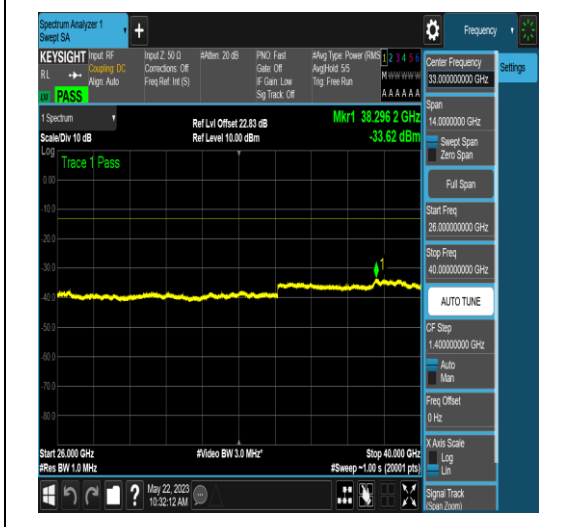 Spectrum Analyzer 1
Swept SA
+
Frequency
KEYSIGHT
Input: RF
Coupling: DC
Align: Auto
Input Z: 50 Ω
Corrections: Off
Freq Ref: Int (S)
#Atten: 20 dB
PNO: Fast
Gate: Off
IF Gain: Low
Sig Track: Off
#Avg Type: Power (RMS
Avg|Hold: 5/5
Trig: Free Run
1 2 3 4 5 6
M W W W W W
A A A A A A
RL
PASS
Center Frequency
33.000000000 GHz
Settings
Span
14.0000000 GHz
Swept Span
Zero Span
Full Span
Start Freq
26.000000000 GHz
Stop Freq
40.000000000 GHz
AUTO TUNE
CF Step
1.400000000 GHz
Auto
Man
Freq Offset
0 Hz
X Axis Scale
Log
Lin
Signal Track
(Span Zoom)
1 Spectrum
Scale/Div 10 dB
Ref Lvl Offset 22.83 dB
Ref Level 10.00 dBm
Mkr1 38.296 2 GHz
-33.62 dBm
Log
Trace 1 Pass
0.00
-10.0
-20.0
-30.0
-40.0
-50.0
-60.0
-70.0
-80.0
1
Start 26.000 GHz
#Res BW 1.0 MHz
#Video BW 3.0 MHz*
Stop 40.000 GHz
#Sweep ~1.00 s (20001 pts)
?
May 22, 2023
10:32:12 AM